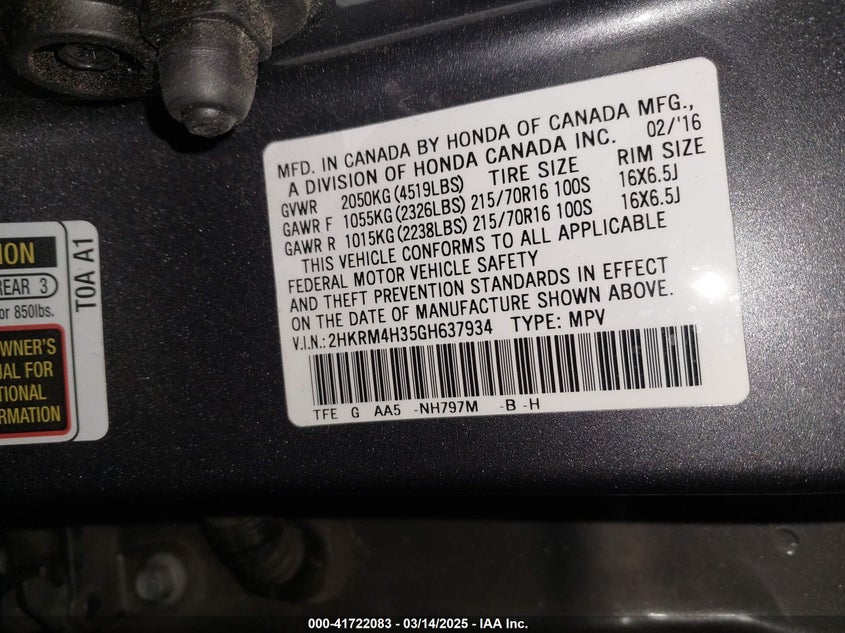 MFD. IN CANADA BY HONDA OF CANADA MFG.,
A DIVISION OF HONDA CANADA INC. 02/'16
GVWR 2050KG(4519LBS) TIRE SIZE RIM SIZE
GAWR F 1055KG(2326LBS) 215/70R16 100S 16X6.5J
GAWR R 1015KG(2238LBS) 215/70R16 100S 16X6.5J
THIS VEHICLE CONFORMS TO ALL APPLICABLE
FEDERAL MOTOR VEHICLE SAFETY
AND THEFT PREVENTION STANDARDS IN EFFECT
ON THE DATE OF MANUFACTURE SHOWN ABOVE.
V.I.N.: 2HKRM4H35GH637934 TYPE: MPV
TFE G AA5 -NH797M -B -H
ION
REAR 3
or 850lbs.
WNER'S
UAL FOR
TIONAL
RMATION
T0A A1
000-41722083 - 03/14/2025 - IAA Inc.